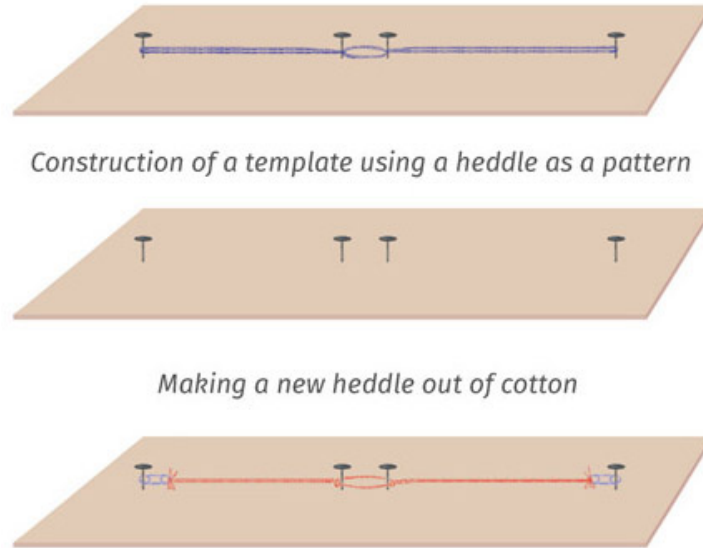 Construction of a template using a heddle as a pattern
Making a new heddle out of cotton